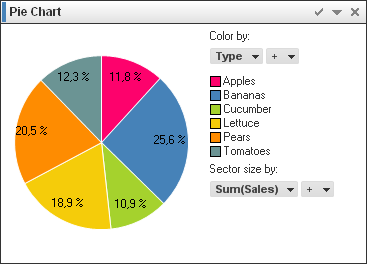 Pie Chart
Color by:
Type
+
Apples
Bananas
Cucumber
Lettuce
Pears
Tomatoes
Sector size by:
Sum(Sales)
+
11,8 %
25,6 %
10,9 %
18,9 %
20,5 %
12,3 %